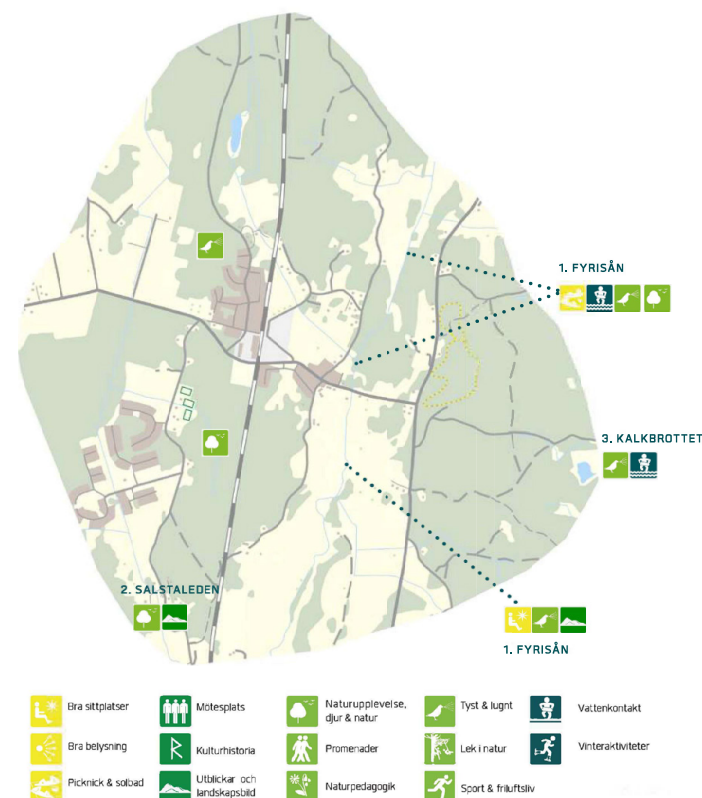 1. FYRISÅN
3. KALKBROTTET
2. SALSTALEDEN
1. FYRISÅN
Bra sittplatser
Mötesplats
Naturupplevelse,
djur & natur
Tyst & lugnt
Vattenkontakt
Bra belysning
Kulturhistoria
Promenader
Lek i natur
Vinteraktiviteter
Picknick & solbad
Utblickar och
landskapsbild
Naturpedagogik
Sport & friluftsliv